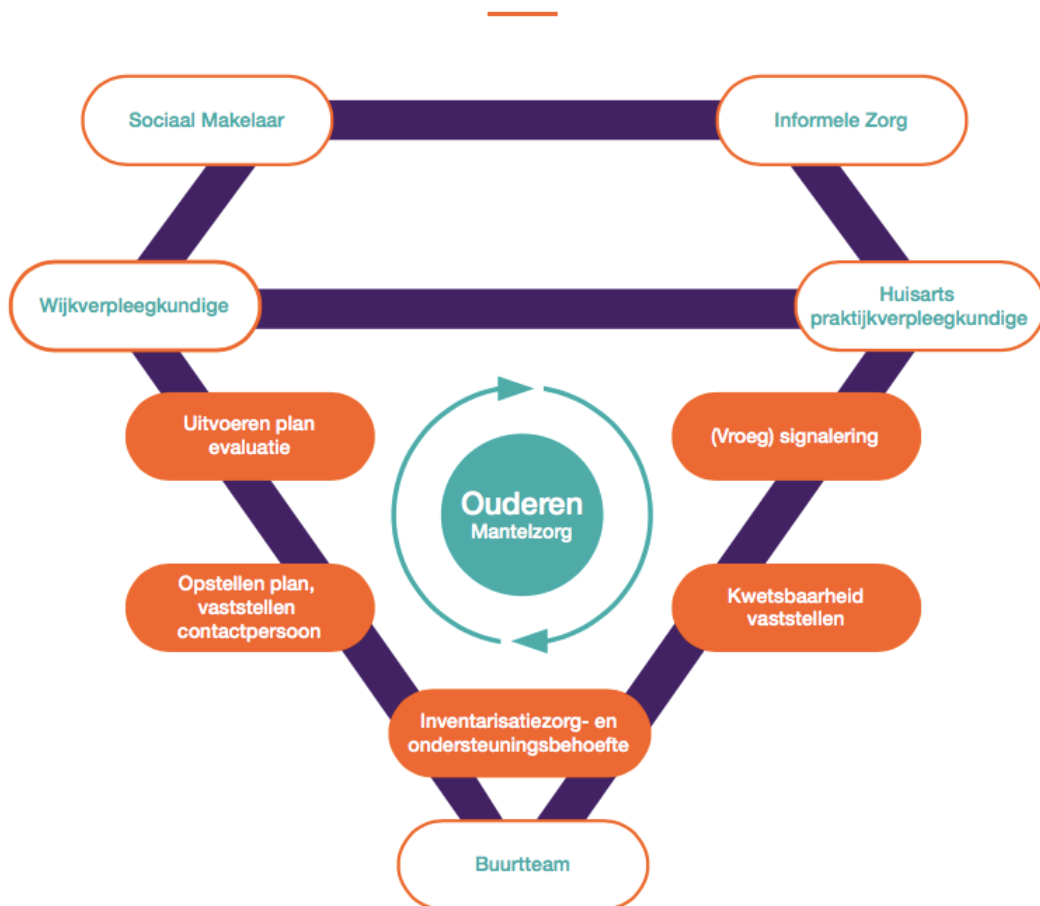 Sociaal Makelaar
Informele Zorg
Wijkverpleegkundige
Huisarts
praktijkverpleegkundige
Uitvoeren plan
evaluatie
(Vroeg) signalering
Ouderen
Mantelzorg
Opstellen plan,
vaststellen
contactpersoon
Kwetsbaarheid
vaststellen
Inventarisatiezorg- en
ondersteuningsbehoefte
Buurtteam